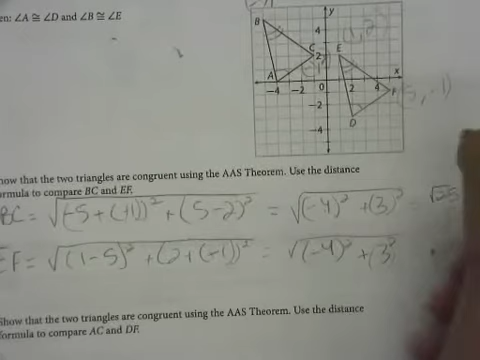 en: ∠A ≅ ∠D and ∠B ≅ ∠E
y
B
4
(1, 2)
C
E
2
A
x
-4 -2 0 2 4
F
(5, -1)
-2
D
-4
how that the two triangles are congruent using the AAS Theorem. Use the distance
ormula to compare BC and EF.
BC = √(-5 + (+1))² + (5-2)² = √(-4)² + (3)² = √25
EF = √(1-5)² + (2+(-1))² = √(-4)² + (3)²
Show that the two triangles are congruent using the AAS Theorem. Use the distance
formula to compare AC and DF.